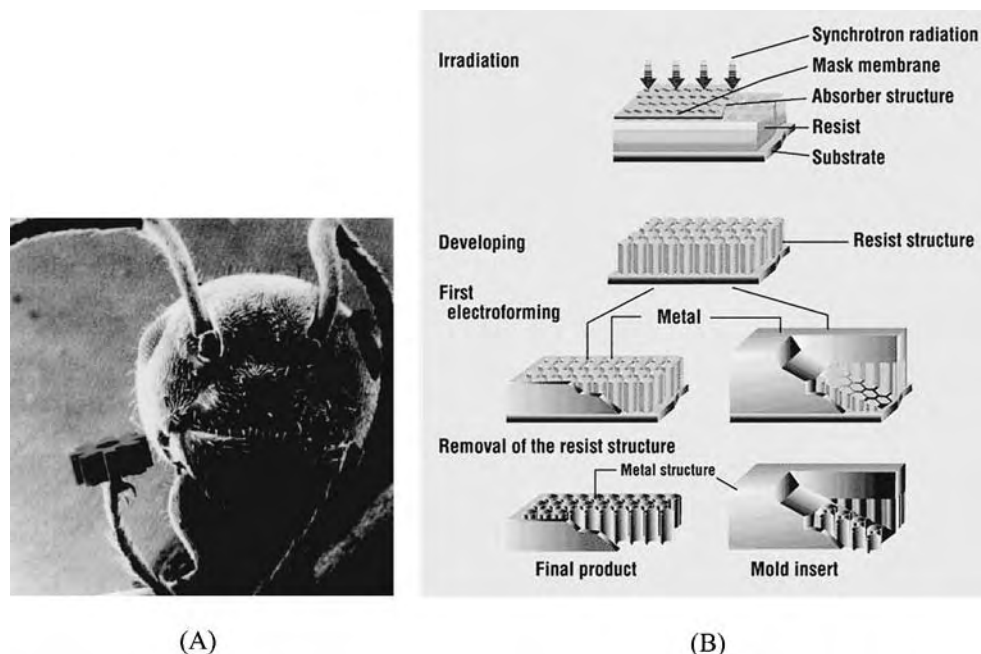 Irradiation
Synchrotron radiation
Mask membrane
Absorber structure
Resist
Substrate
Developing
Resist structure
First
electroforming
Metal
Removal of the resist structure
Metal structure
Final product
Mold insert
(A)
(B)